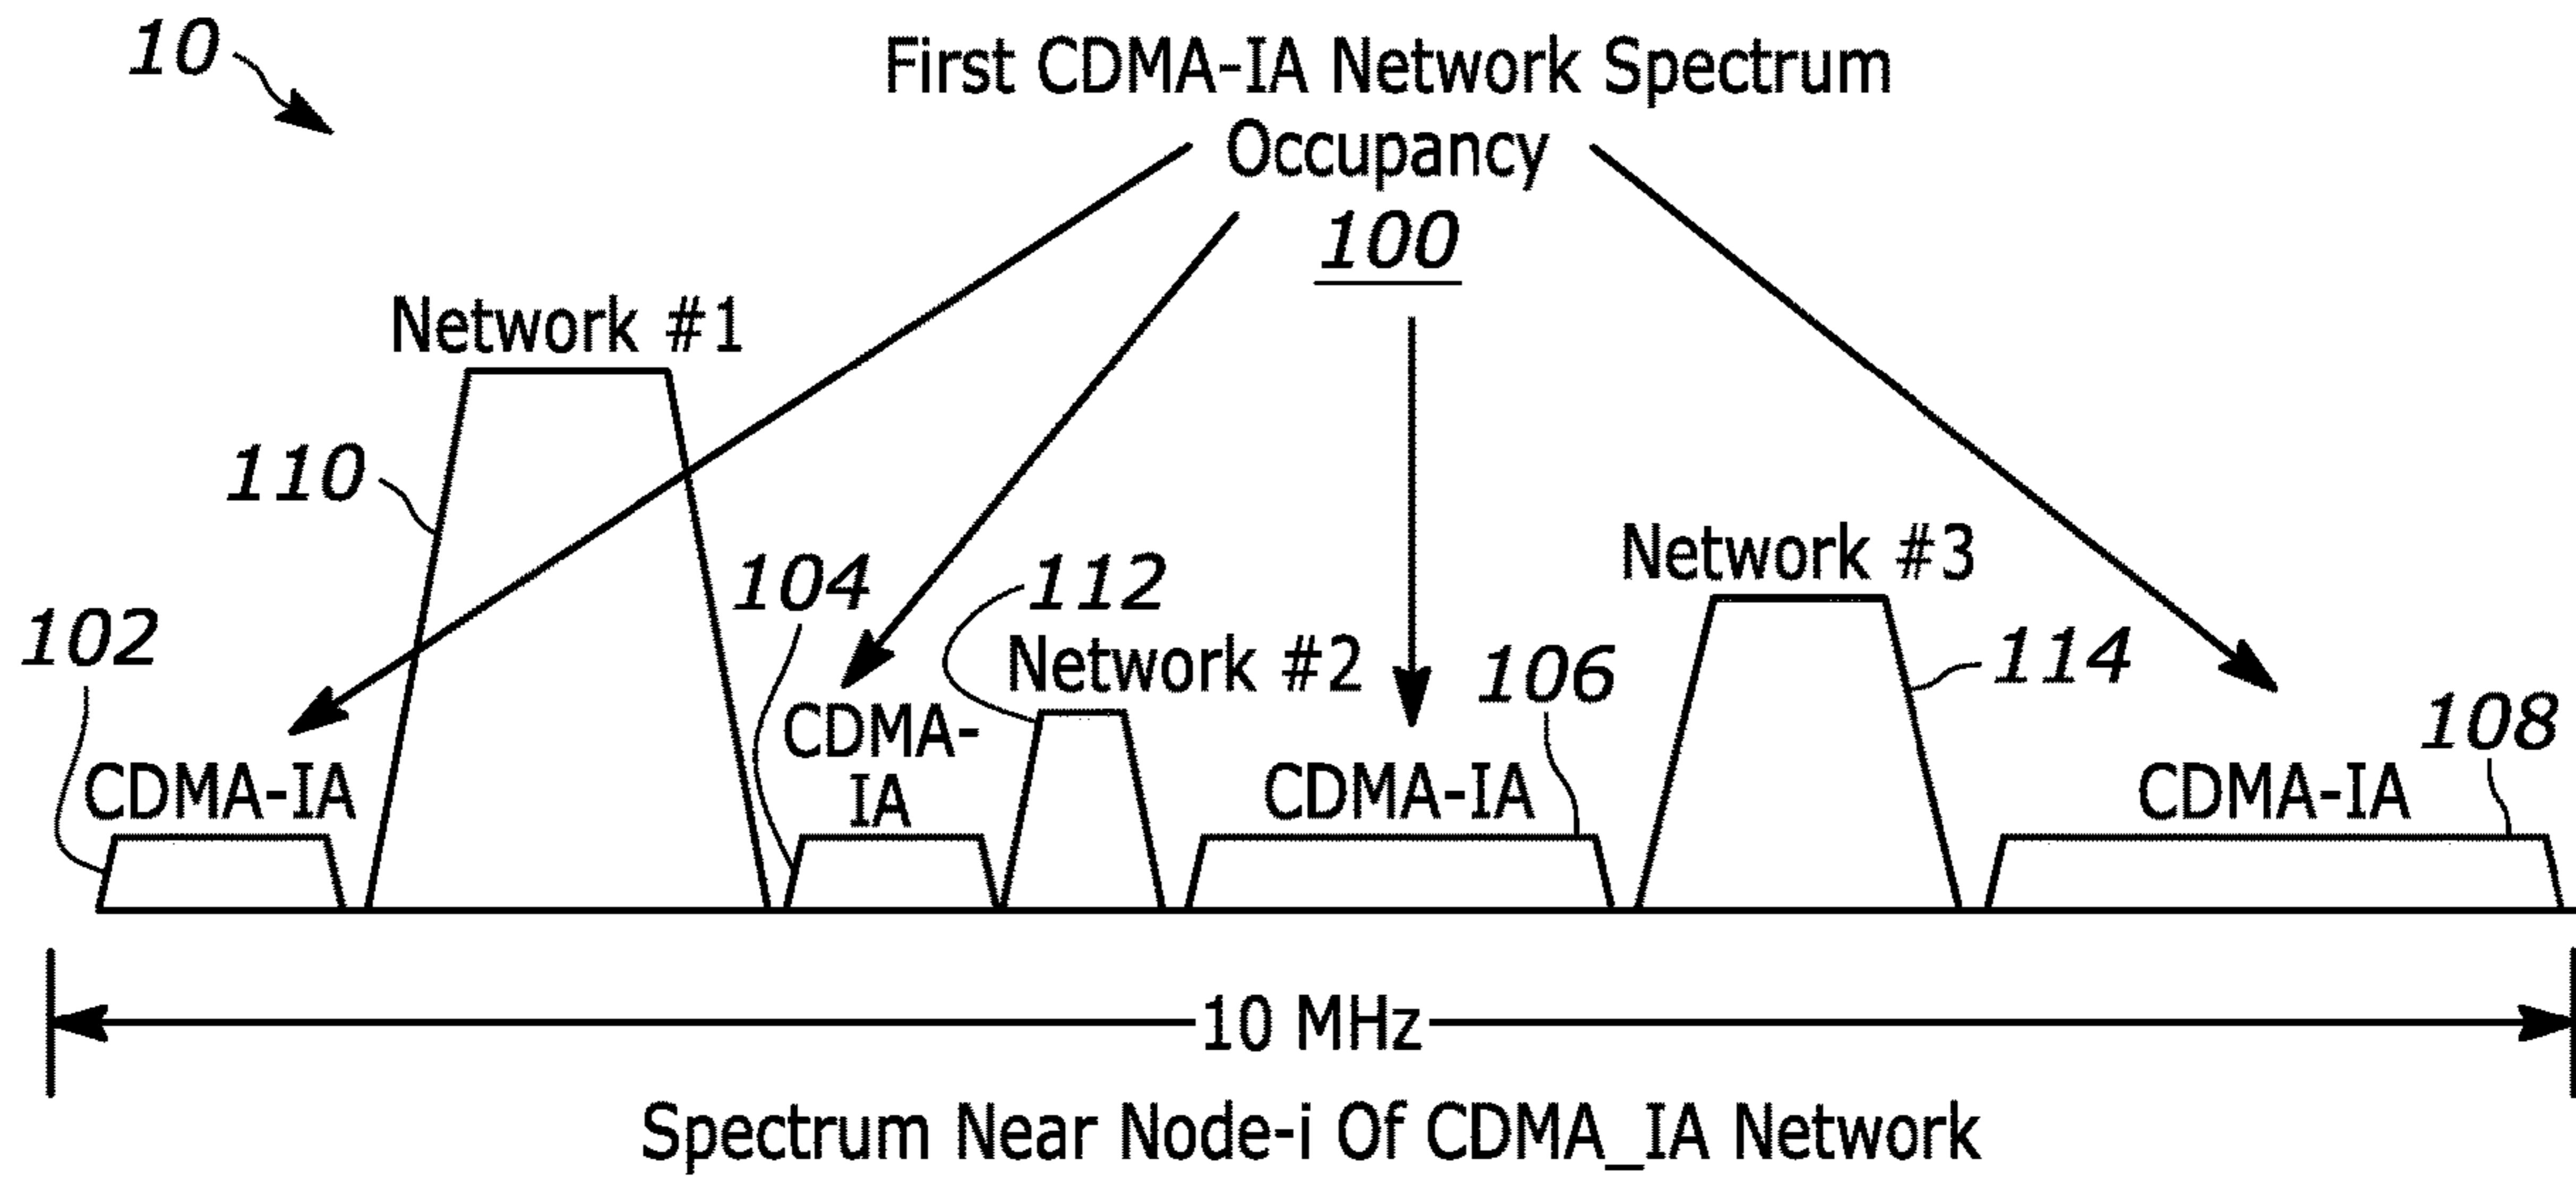 10
First CDMA-IA Network Spectrum
Occupancy
100
Network #1
110
Network #3
104
112
102
Network #2
106
114
CDMA-
IA
108
CDMA-IA
CDMA-IA
CDMA-IA
10 MHz
Spectrum Near Node-i Of CDMA_IA Network